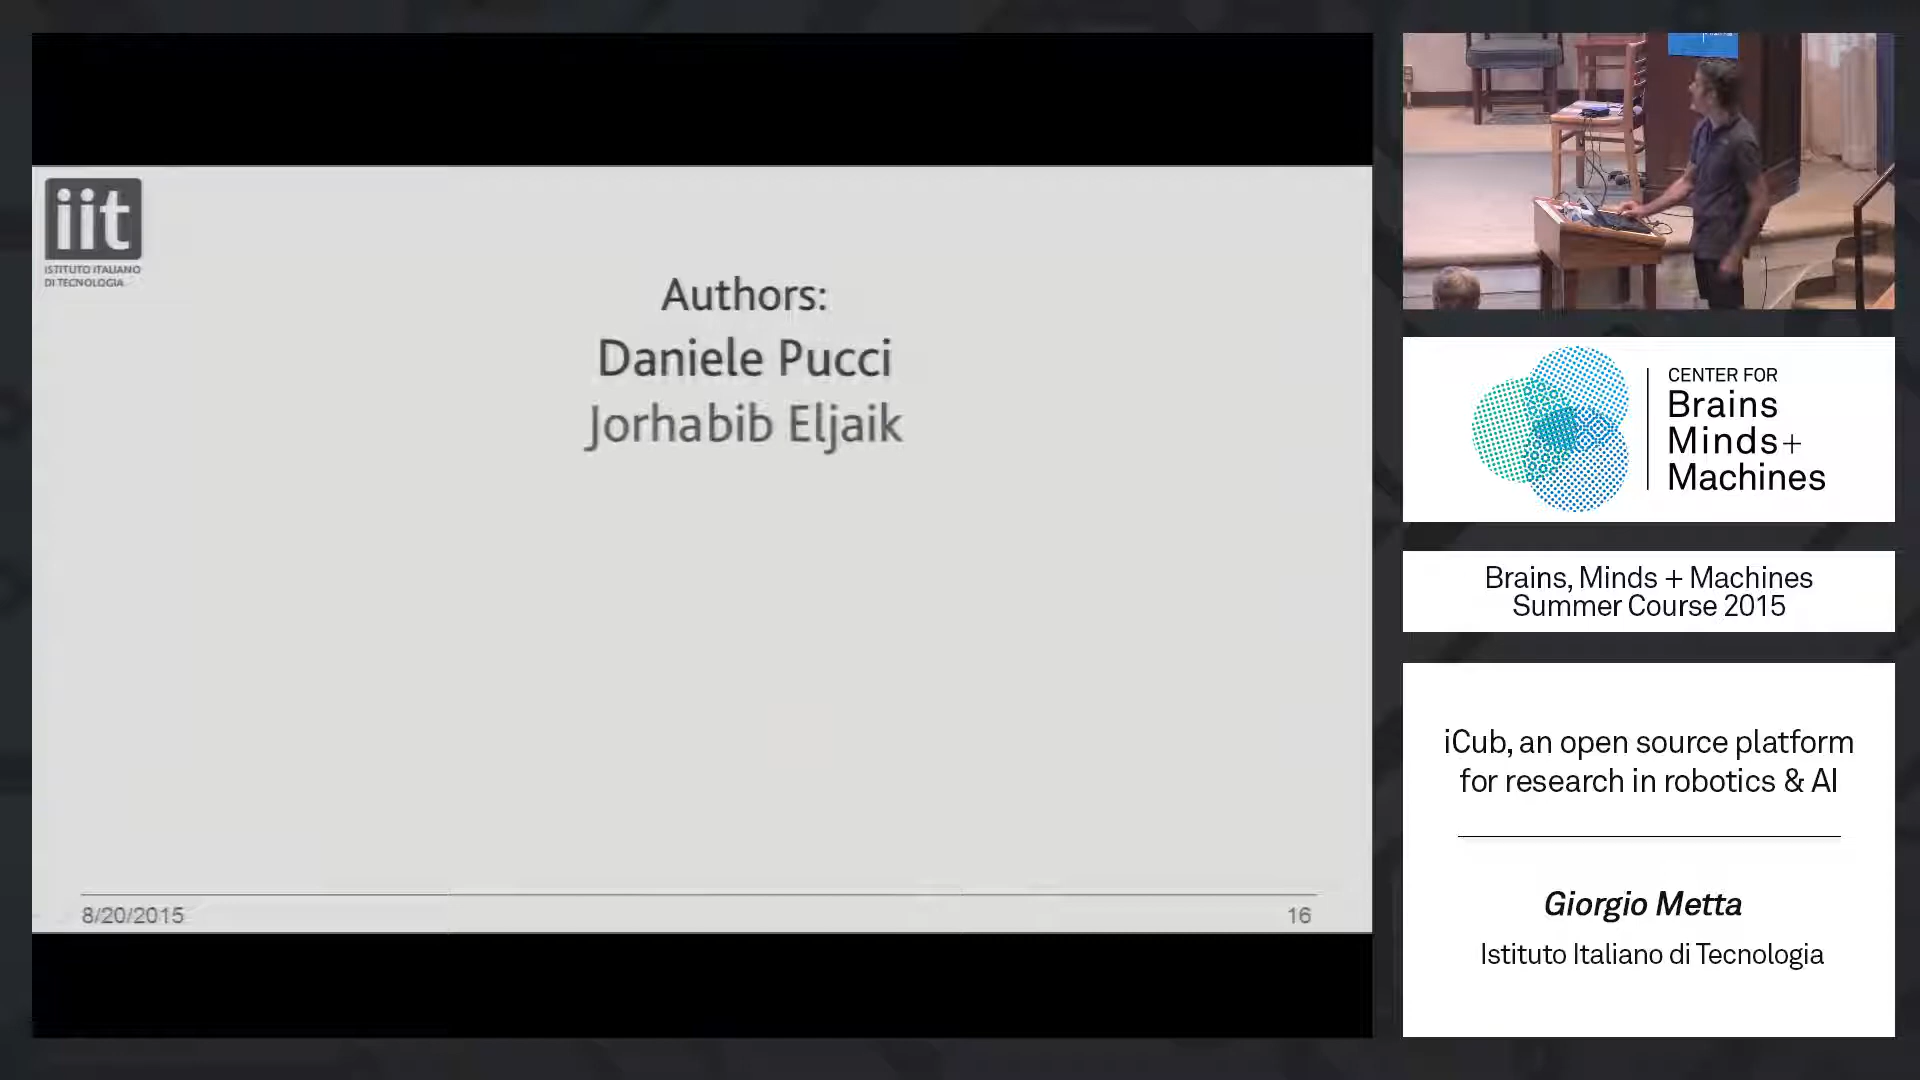 iit
ISTITUTO ITALIANO
DI TECNOLOGIA
Authors:
Daniele Pucci
Jorhabib Eljaik
8/20/2015
16
CENTER FOR
Brains
Minds+
Machines
Brains, Minds + Machines
Summer Course 2015
iCub, an open source platform
for research in robotics & AI
Giorgio Metta
Istituto Italiano di Tecnologia